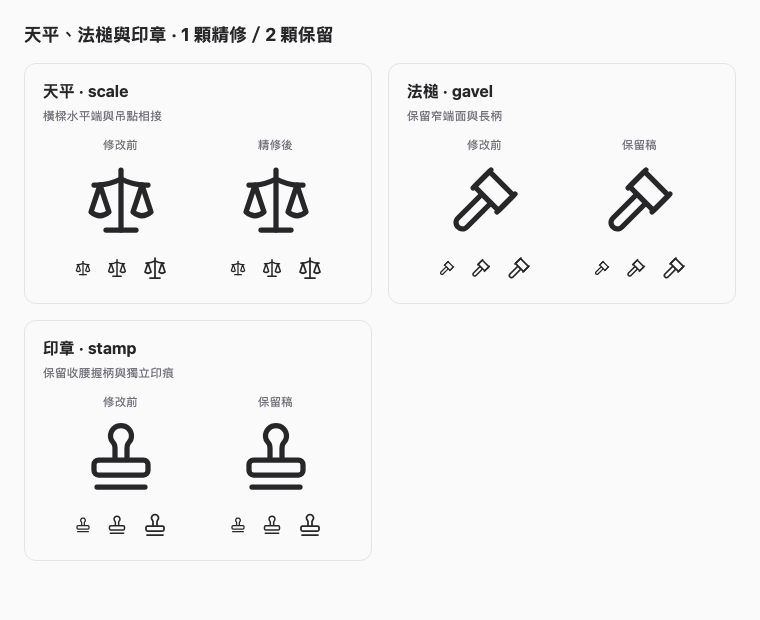 天平、法槌與印章 · 1 顆精修 / 2 顆保留
天平 · scale
橫樑水平端與吊點相接
修改前
精修後
法槌 · gavel
保留窄端面與長柄
修改前
保留稿
印章 · stamp
保留收腰握柄與獨立印痕
修改前
保留稿